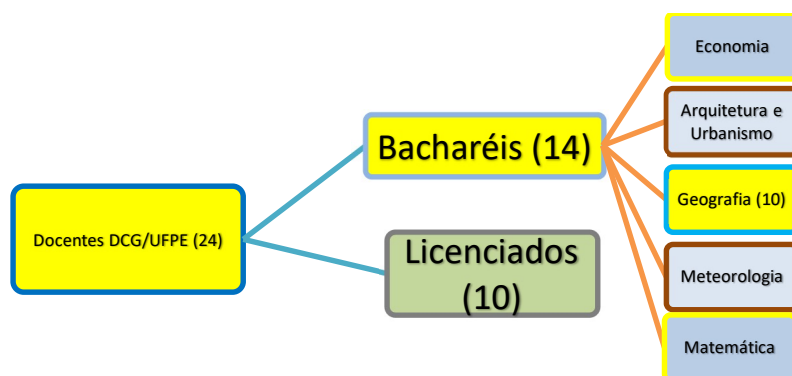 Docentes DCG/UFPE (24)
Bacharéis (14)
Licenciados
(10)
Economia
Arquitetura e
Urbanismo
Geografia (10)
Meteorologia
Matemática